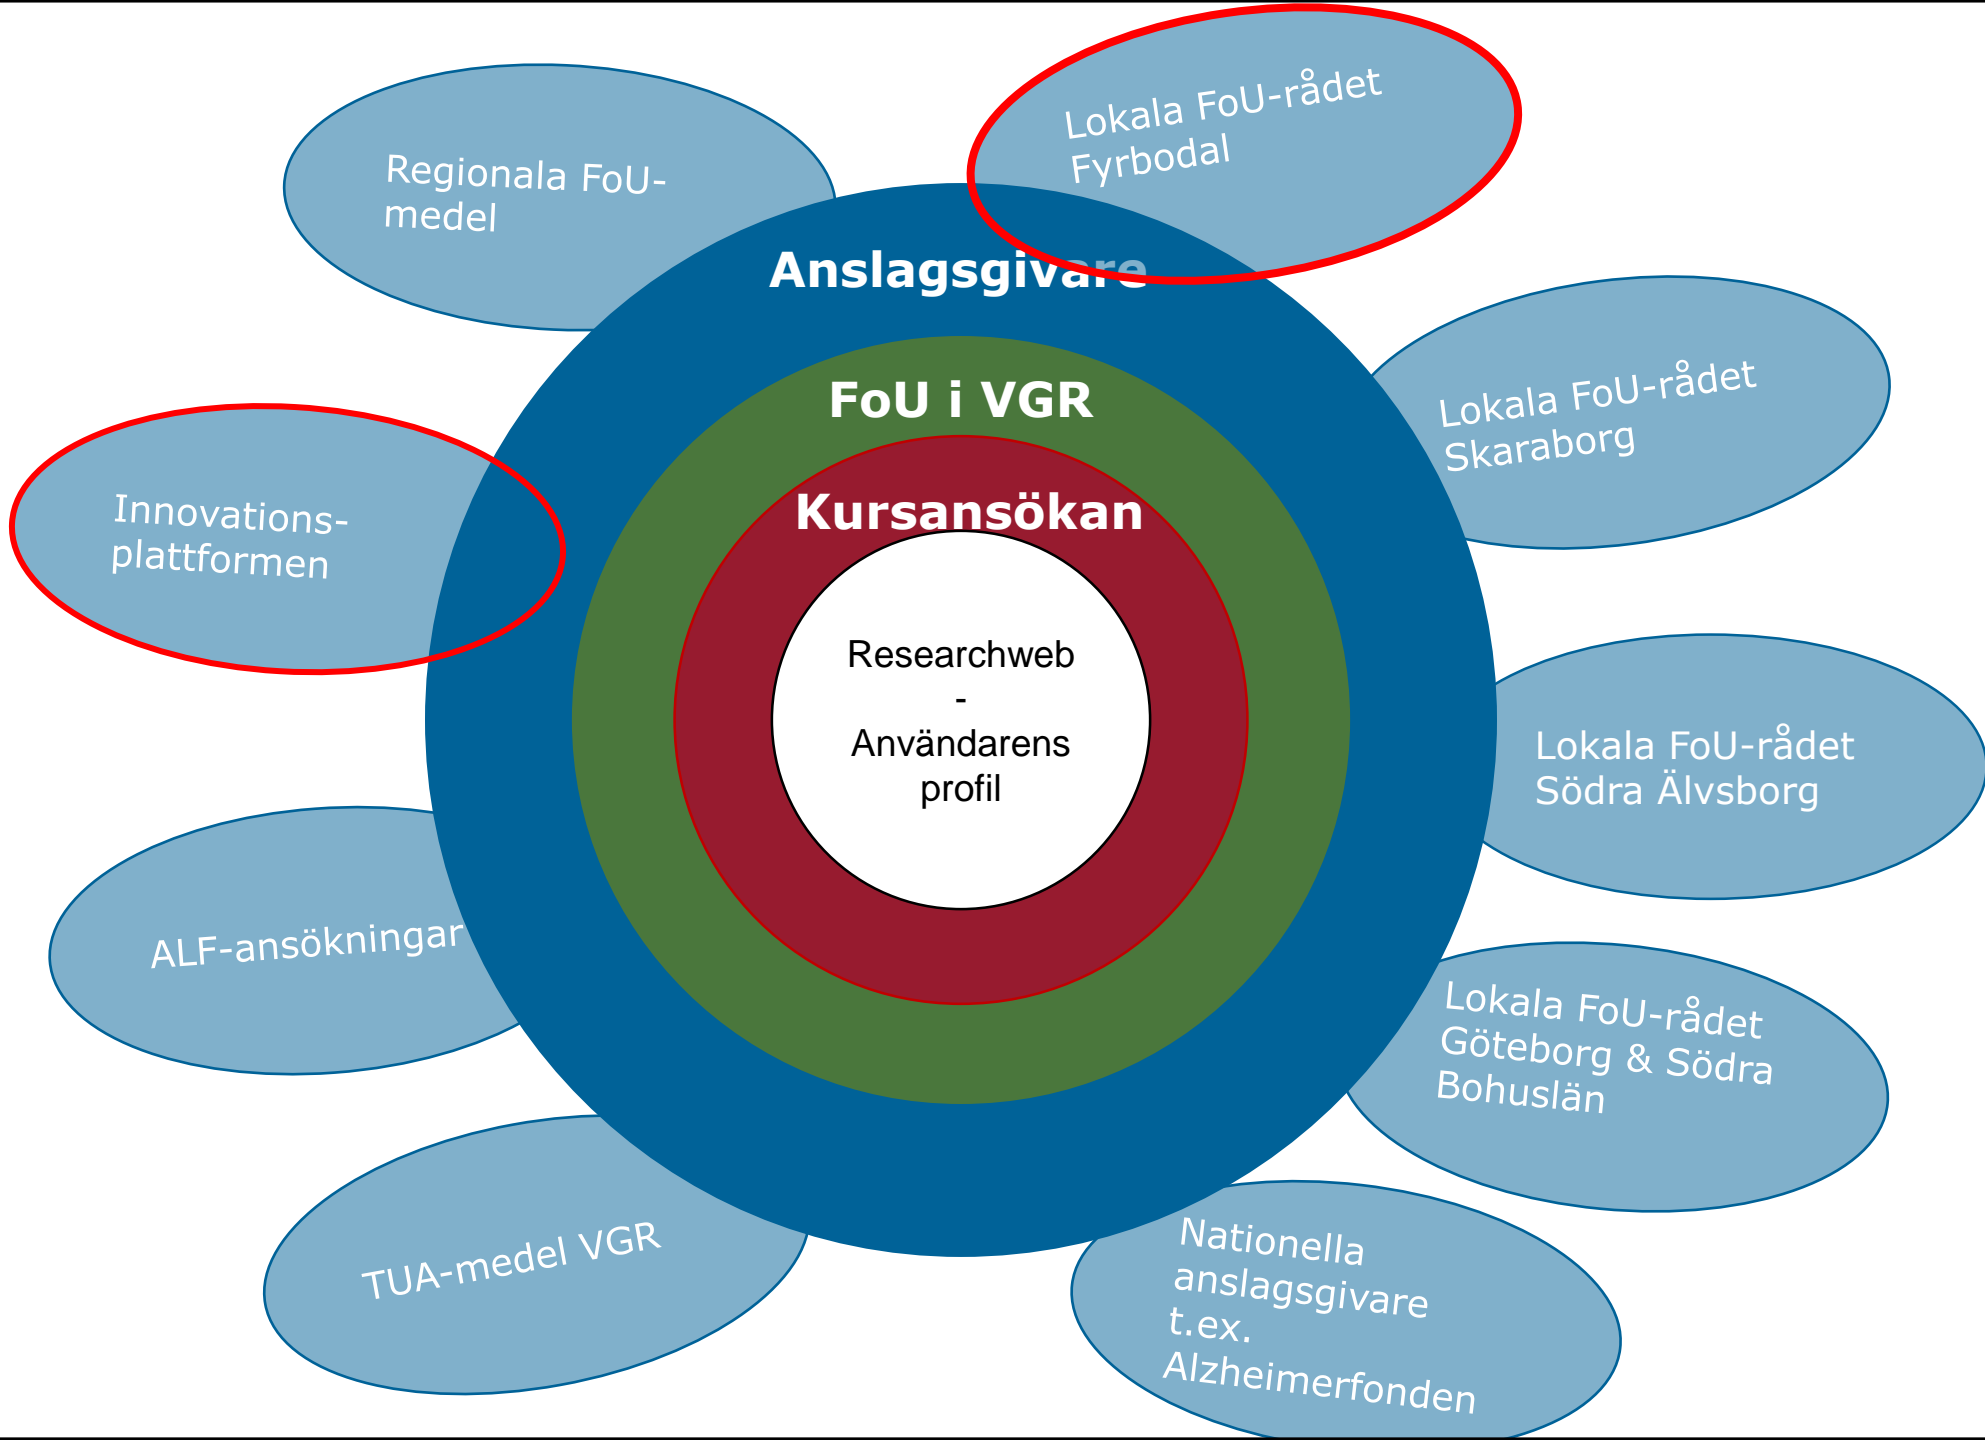 Lokala FoU-rådet
Fyrbodal
Regionala FoU-
medel
Anslagsgivare
FoU i VGR
Lokala FoU-rådet
Skaraborg
Innovations-
plattformen
Kursansökan
Researchweb
-
Användarens
profil
Lokala FoU-rådet
Södra Älvsborg
ALF-ansökningar
Lokala FoU-rådet
Göteborg & Södra
Bohuslän
TUA-medel VGR
Nationella
anslagsgivare
t.ex.
Alzheimerfonden